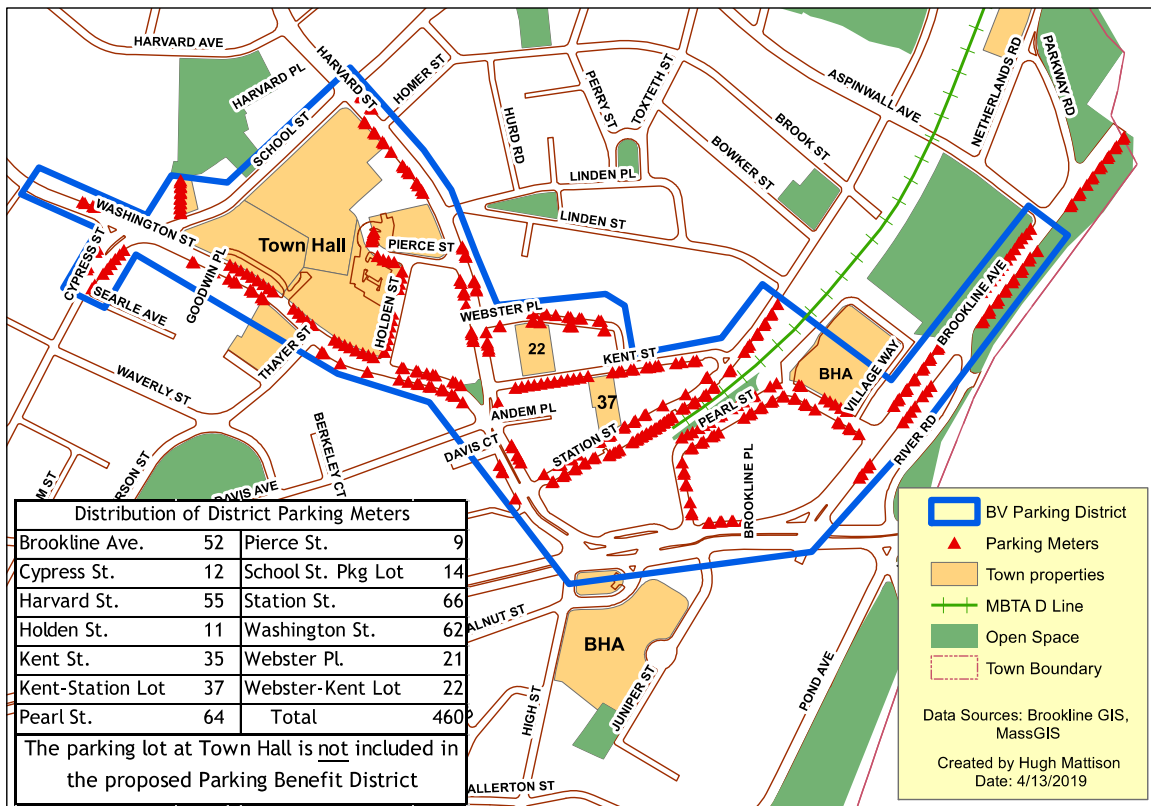 HARVARD AVE
HARVARD PL
HARVARD ST
HOMER ST
SCHOOL ST
HURD RD
PERRY ST
TOXTETH ST
ASPINWALL AVE
BROOK ST
BOWKER ST
NETHERLANDS RD
PARKWAY RD
LINDEN PL
LINDEN ST
WASHINGTON ST
CYPRESS ST
SEARLE AVE
GOODWIN PL
Town Hall
PIERCE ST
HOLDEN ST
THAYER ST
WEBSTER PL
22
KENT ST
37
ANDEM PL
DAVIS CT
STATION ST
PEARL ST
BHA
VILLAGE WAY
BROOKLINE AVE
RIVER RD
BROOKLINE PL
WAVERLY ST
BERKELEY CT
DAVIS AVE
ERSON ST
M ST
ALNUT ST
BHA
HIGH ST
JUNIPER ST
POND AVE
ALLERTON ST
Distribution of District Parking Meters
Brookline Ave. 52 Pierce St. 9
Cypress St. 12 School St. Pkg Lot 14
Harvard St. 55 Station St. 66
Holden St. 11 Washington St. 62
Kent St. 35 Webster Pl. 21
Kent-Station Lot 37 Webster-Kent Lot 22
Pearl St. 64 Total 460
The parking lot at Town Hall is not included in
the proposed Parking Benefit District
BV Parking District
Parking Meters
Town properties
MBTA D Line
Open Space
Town Boundary
Data Sources: Brookline GIS,
MassGIS
Created by Hugh Mattison
Date: 4/13/2019